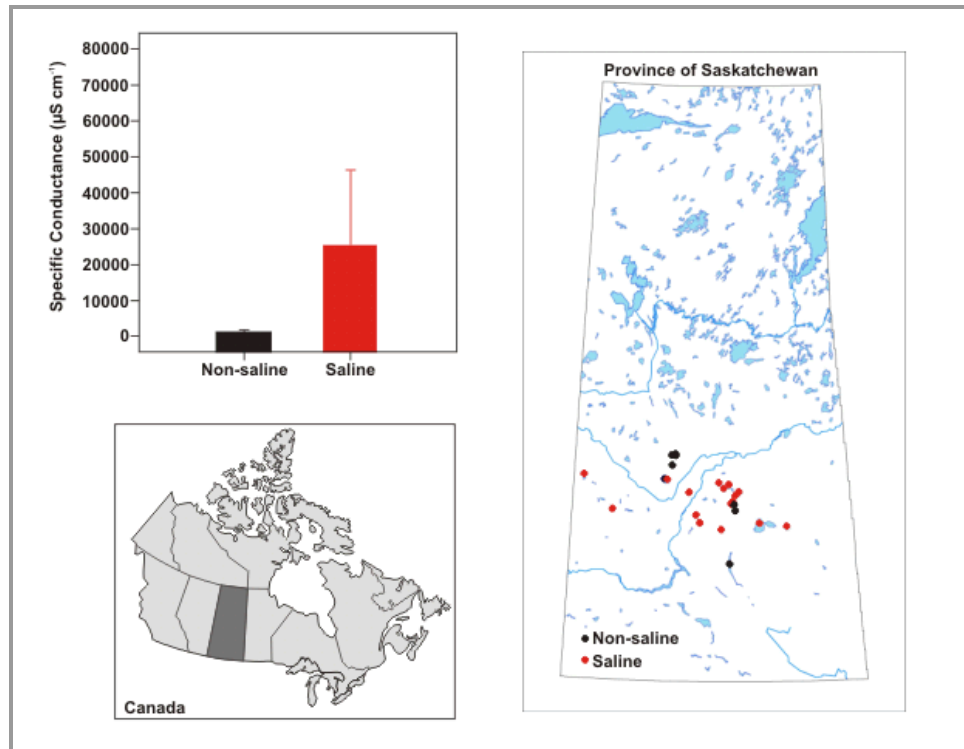 80000
70000
60000
50000
40000
30000
20000
10000
0
Specific Conductance (µS cm⁻¹)
Non-saline Saline
Canada
Province of Saskatchewan
Non-saline
Saline